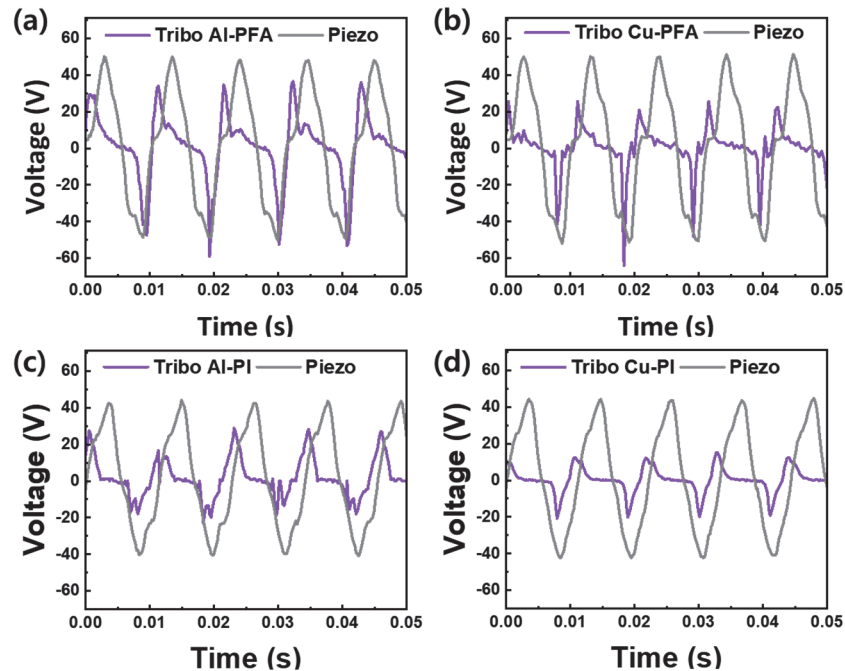 (a)
Tribo Al-PFA Piezo
Voltage (V)
60
40
20
0
-20
-40
-60
0.00 0.01 0.02 0.03 0.04 0.05
Time (s)
(b)
Tribo Cu-PFA Piezo
Voltage (V)
60
40
20
0
-20
-40
-60
0.00 0.01 0.02 0.03 0.04 0.05
Time (s)
(c)
Tribo Al-PI Piezo
Voltage (V)
60
40
20
0
-20
-40
-60
0.00 0.01 0.02 0.03 0.04 0.05
Time (s)
(d)
Tribo Cu-PI Piezo
Voltage (V)
60
40
20
0
-20
-40
-60
0.00 0.01 0.02 0.03 0.04 0.05
Time (s)